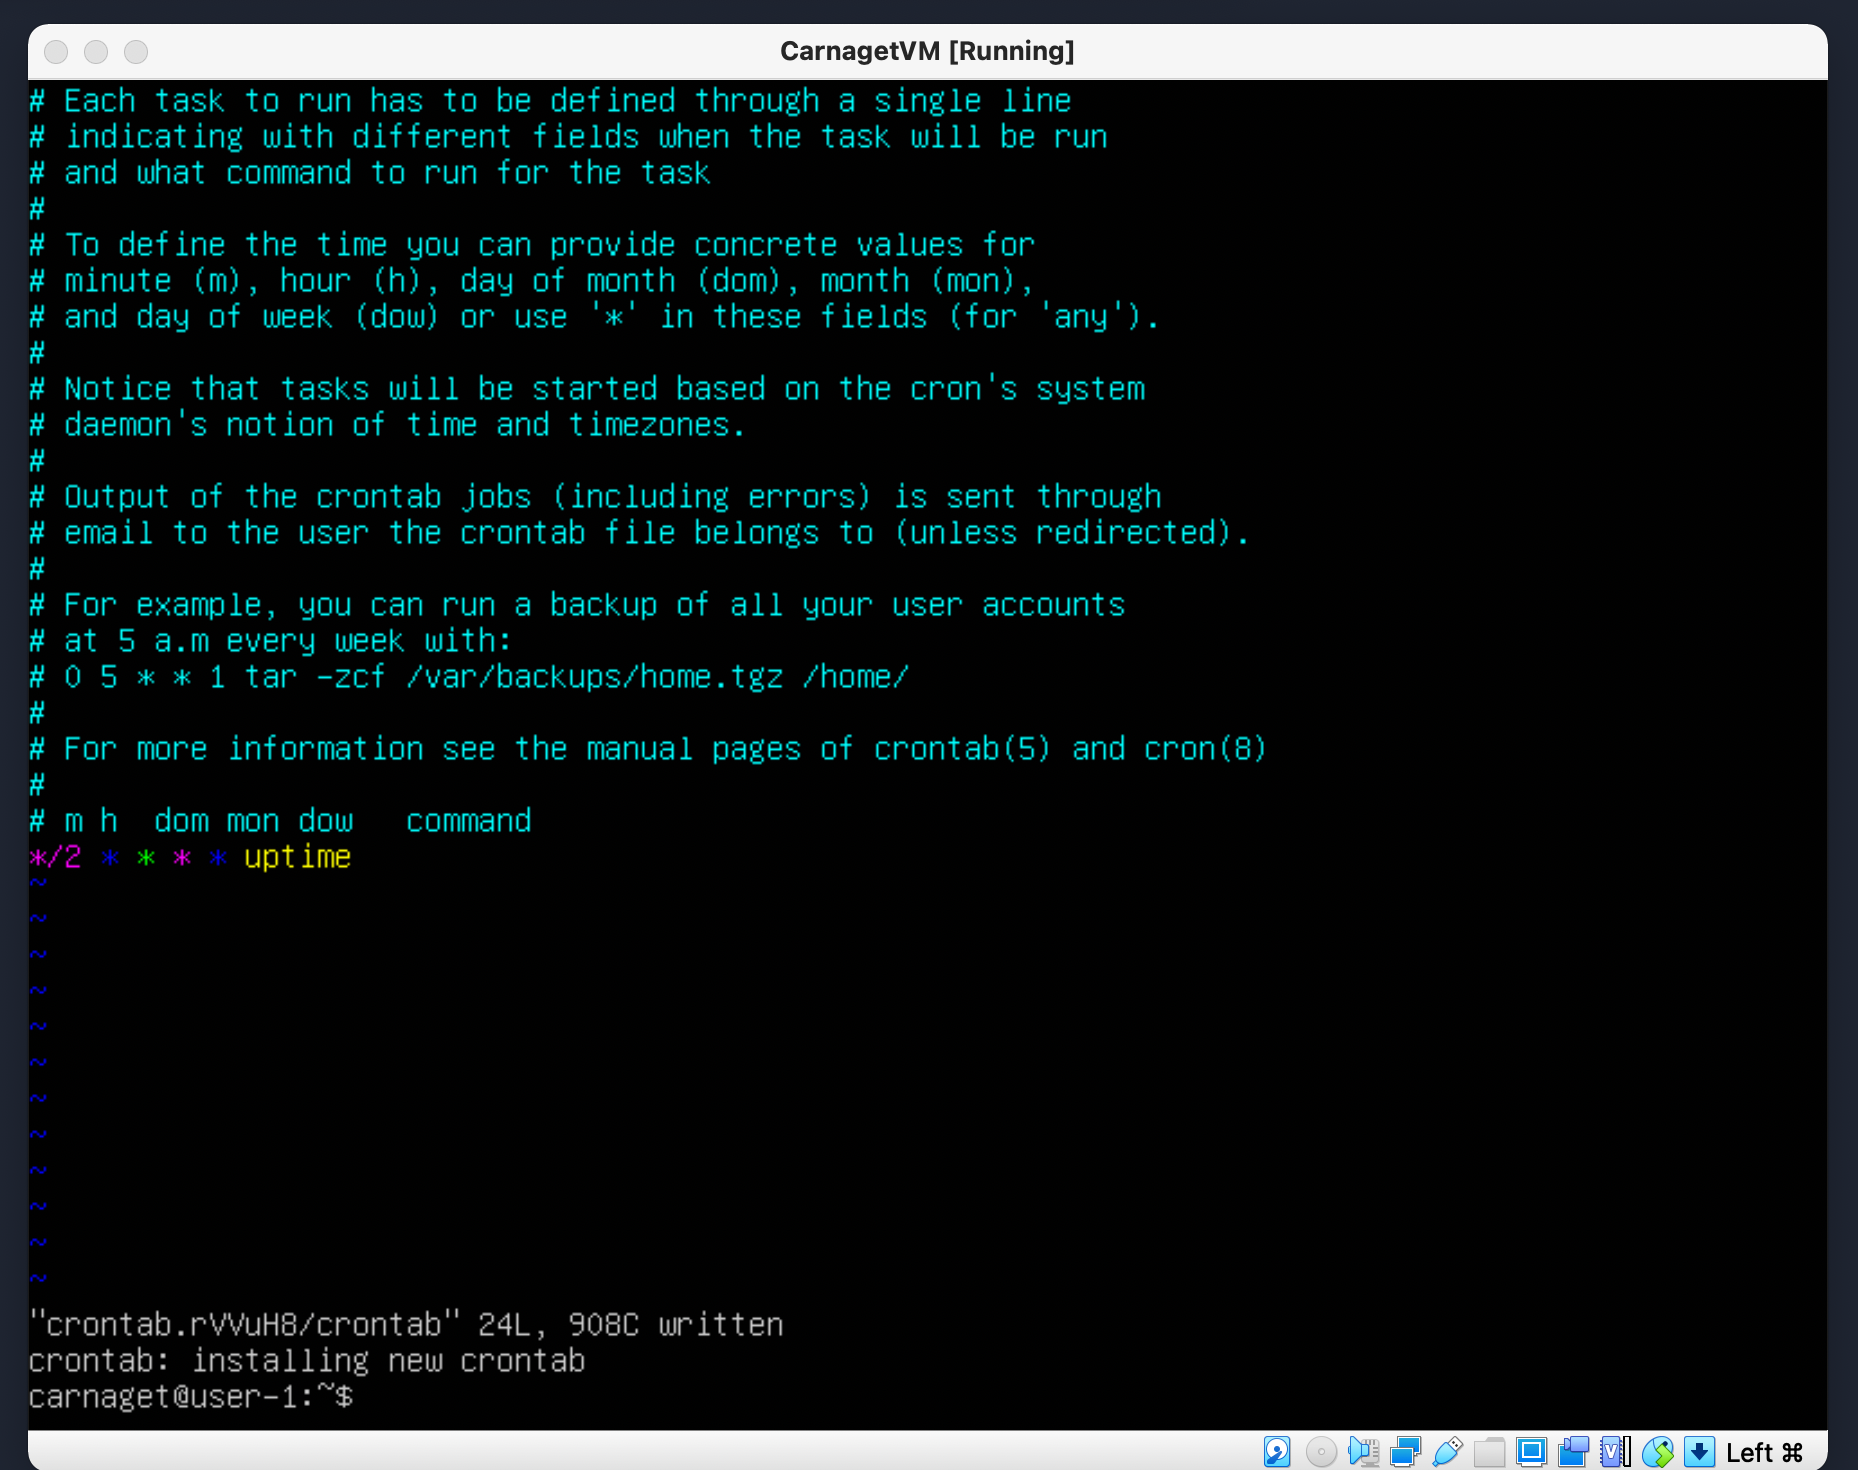 CarnagetVM [Running]
# Each task to run has to be defined through a single line
# indicating with different fields when the task will be run
# and what command to run for the task
#
# To define the time you can provide concrete values for
# minute (m), hour (h), day of month (dom), month (mon),
# and day of week (dow) or use '*' in these fields (for 'any').
#
# Notice that tasks will be started based on the cron's system
# daemon's notion of time and timezones.
#
# Output of the crontab jobs (including errors) is sent through
# email to the user the crontab file belongs to (unless redirected).
#
# For example, you can run a backup of all your user accounts
# at 5 a.m every week with:
# 0 5 * * 1 tar -zcf /var/backups/home.tgz /home/
#
# For more information see the manual pages of crontab(5) and cron(8)
#
# m h  dom mon dow   command
*/2 * * * * uptime
~
~
~
~
~
~
~
~
~
~
~
~
"crontab.rVVuH8/crontab" 24L, 908C written
crontab: installing new crontab
carnaget@user-1:~$
Left ⌘